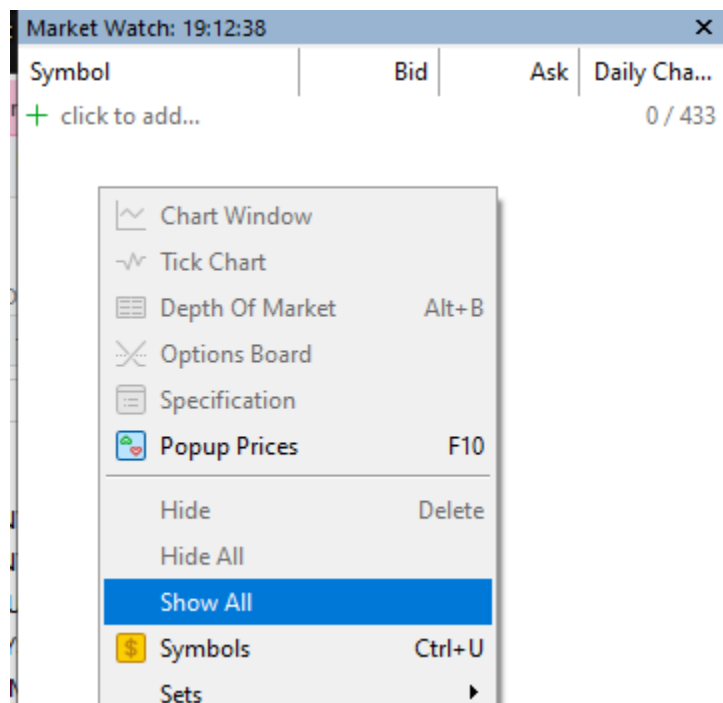 Market Watch: 19:12:38
Symbol Bid Ask Daily Cha...
click to add... 0 / 433
Chart Window
Tick Chart
Depth Of Market Alt+B
Options Board
Specification
Popup Prices F10
Hide Delete
Hide All
Show All
Symbols Ctrl+U
Sets